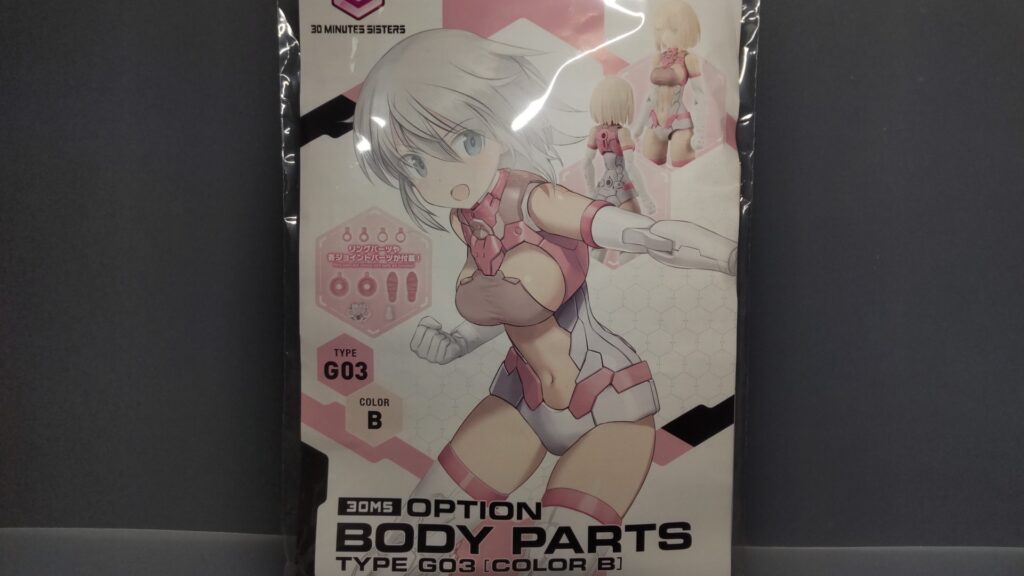 30 MINUTES SISTERS
リングパーツや
首ジョイントパーツが付属!
TYPE
G03
COLOR
B
30MS OPTION
BODY PARTS
TYPE G03 [COLOR B]